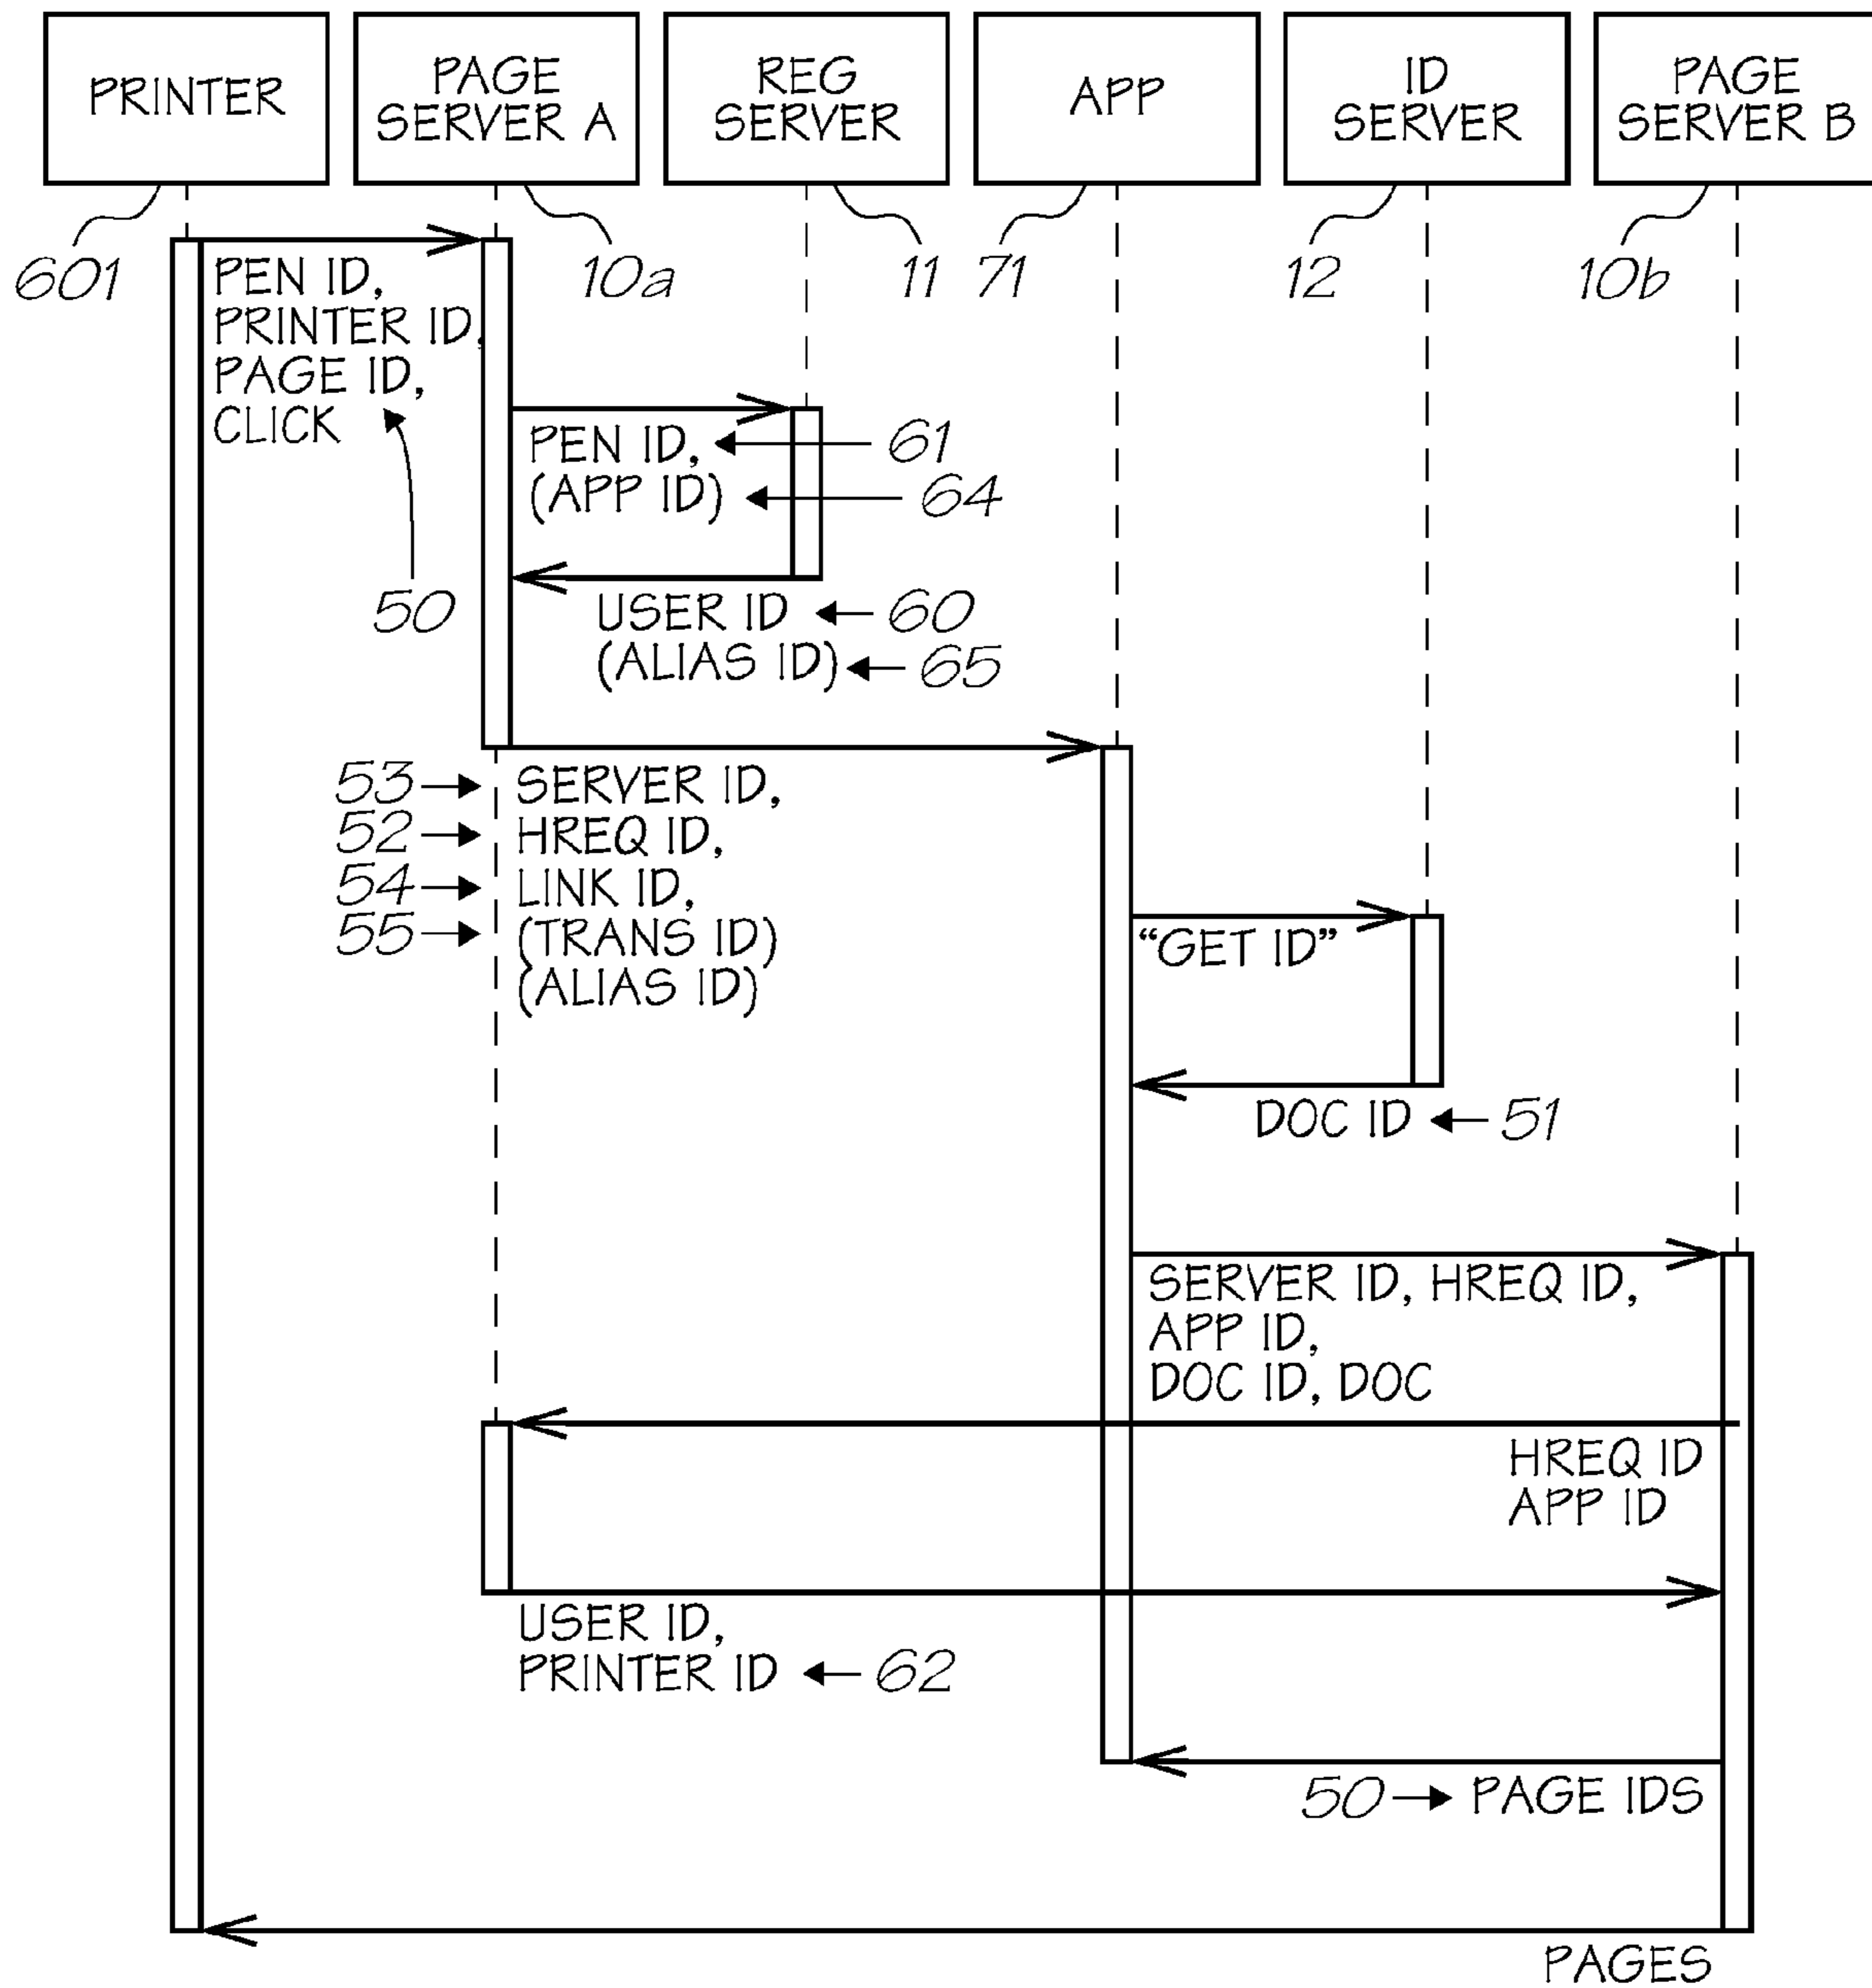 PRINTER
PAGE
SERVER A
REG
SERVER
APP
ID
SERVER
PAGE
SERVER B
601
10a
11
71
12
10b
PEN ID,
PRINTER ID,
PAGE ID,
CLICK
50
PEN ID,
61
(APP ID)
64
USER ID
60
(ALIAS ID)
65
53
SERVER ID,
52
HREQ ID,
54
LINK ID,
55
(TRANS ID)
(ALIAS ID)
“GET ID”
DOC ID
51
SERVER ID, HREQ ID,
APP ID,
DOC ID, DOC
HREQ ID
APP ID
USER ID,
PRINTER ID
62
50
PAGE IDS
PAGES